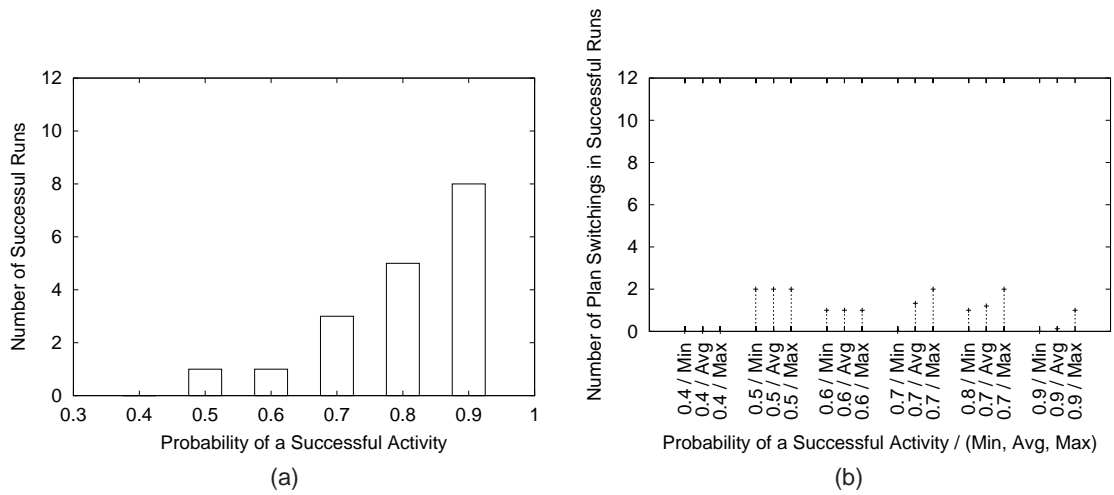 12
10
8
6
4
2
0
0.3 0.4 0.5 0.6 0.7 0.8 0.9 1
Number of Successul Runs
Probability of a Successful Activity
(a)
12
10
8
6
4
2
0
Number of Plan Switchings in Successful Runs
0.4 / Min
0.4 / Avg
0.4 / Max
0.5 / Min
0.5 / Avg
0.5 / Max
0.6 / Min
0.6 / Avg
0.6 / Max
0.7 / Min
0.7 / Avg
0.7 / Max
0.8 / Min
0.7 / Avg
0.7 / Max
0.9 / Min
0.9 / Avg
0.9 / Max
Probability of a Successful Activity / (Min, Avg, Max)
(b)